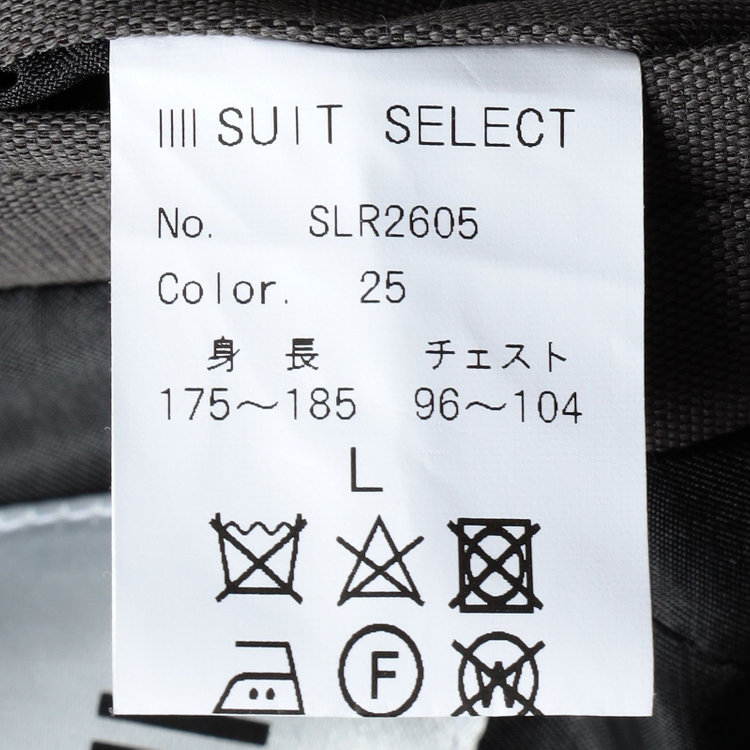 SUIT SELECT
No. SLR2605
Color. 25
身 長 チェスト
175～185 96～104
L
F W